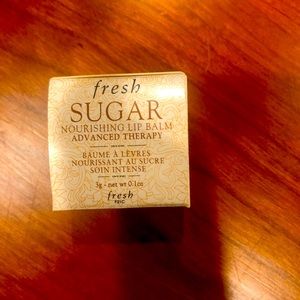 fresh
SUGAR
NOURISHING LIP BALM
ADVANCED THERAPY
BAUME À LÈVRES
NOURISSANT AU SUCRE
SOIN INTENSE
3g - net wt 0.1oz
fresh